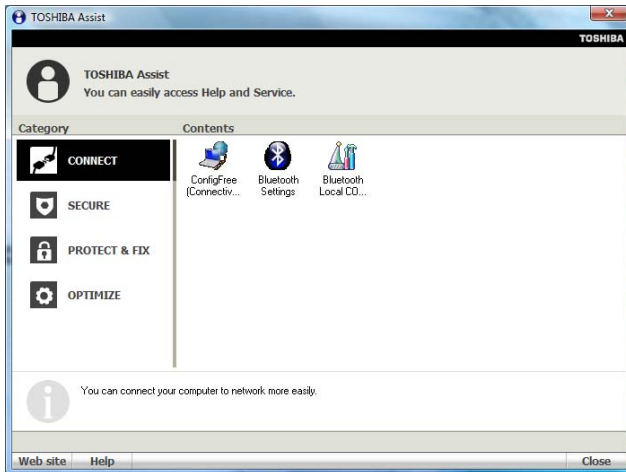 TOSHIBA Assist
TOSHIBA
TOSHIBA Assist
You can easily access Help and Service.
Category
Contents
CONNECT
SECURE
PROTECT & FIX
OPTIMIZE
ConfigFree
(Connectiv...
Bluetooth
Settings
Bluetooth
Local CO...
You can connect your computer to network more easily.
Web site
Help
Close